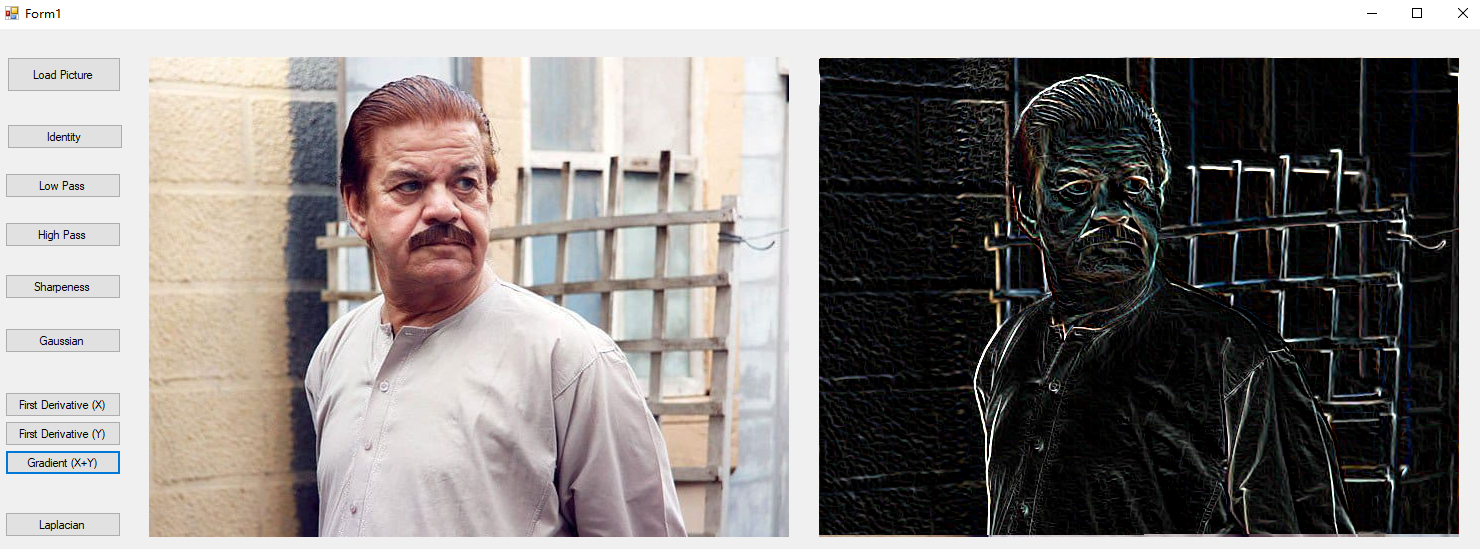 Form1
Load Picture
Identity
Low Pass
High Pass
Sharpeness
Gaussian
First Derivative (X)
First Derivative (Y)
Gradient (X+Y)
Laplacian